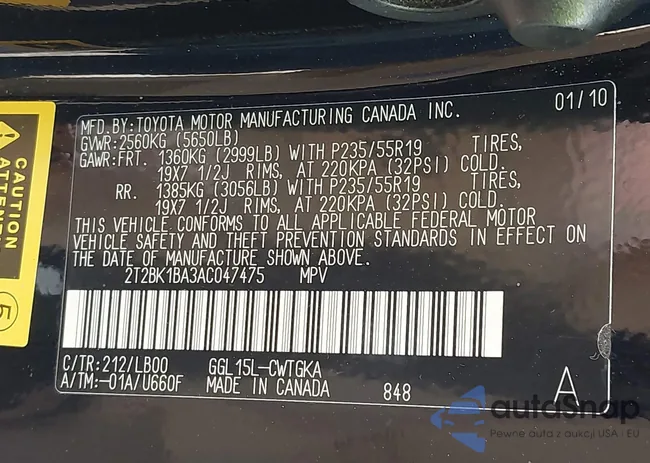 MFD.BY:TOYOTA MOTOR MANUFACTURING CANADA INC. 01/10
GVWR:2560KG (5650LB)
GAWR:FRT. 1360KG (2999LB) WITH P235/55R19 TIRES,
19X7 1/2J RIMS, AT 220KPA (32PSI) COLD.
RR. 1385KG (3056LB) WITH P235/55R19 TIRES,
19X7 1/2J RIMS, AT 220KPA (32PSI) COLD.
THIS VEHICLE CONFORMS TO ALL APPLICABLE FEDERAL MOTOR
VEHICLE SAFETY AND THEFT PREVENTION STANDARDS IN EFFECT ON
THE DATE OF MANUFACTURE SHOWN ABOVE.
2T2BK1BA3AC047475 MPV
C/TR:212/LB00 GGL15L-CWTGKA
A/TM:-01A/U660F MADE IN CANADA 848 A
CAUTION
5
autoSnap
Pewne auta z aukcji USA · EU